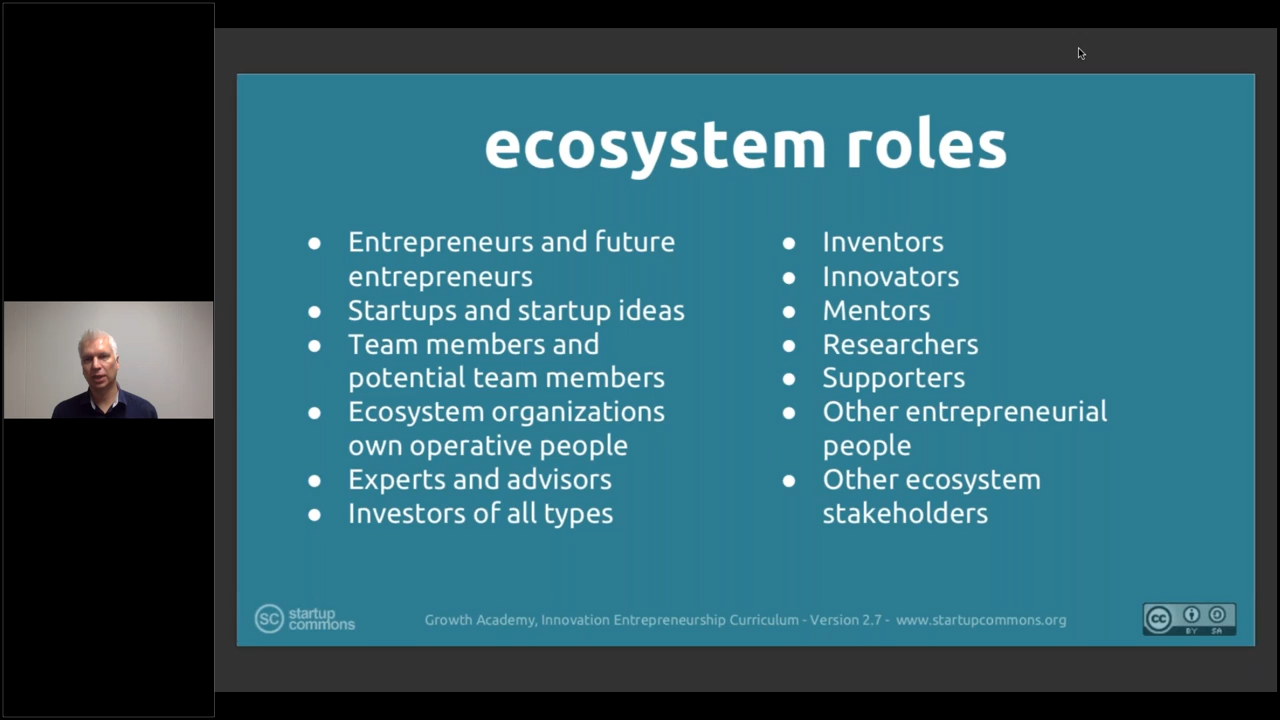 ecosystem roles
● Entrepreneurs and future
entrepreneurs
● Startups and startup ideas
● Team members and
potential team members
● Ecosystem organizations
own operative people
● Experts and advisors
● Investors of all types
● Inventors
● Innovators
● Mentors
● Researchers
● Supporters
● Other entrepreneurial
people
● Other ecosystem
stakeholders
SC startup
commons
Growth Academy, Innovation Entrepreneurship Curriculum - Version 2.7 - www.startupcommons.org
cc
BY SA